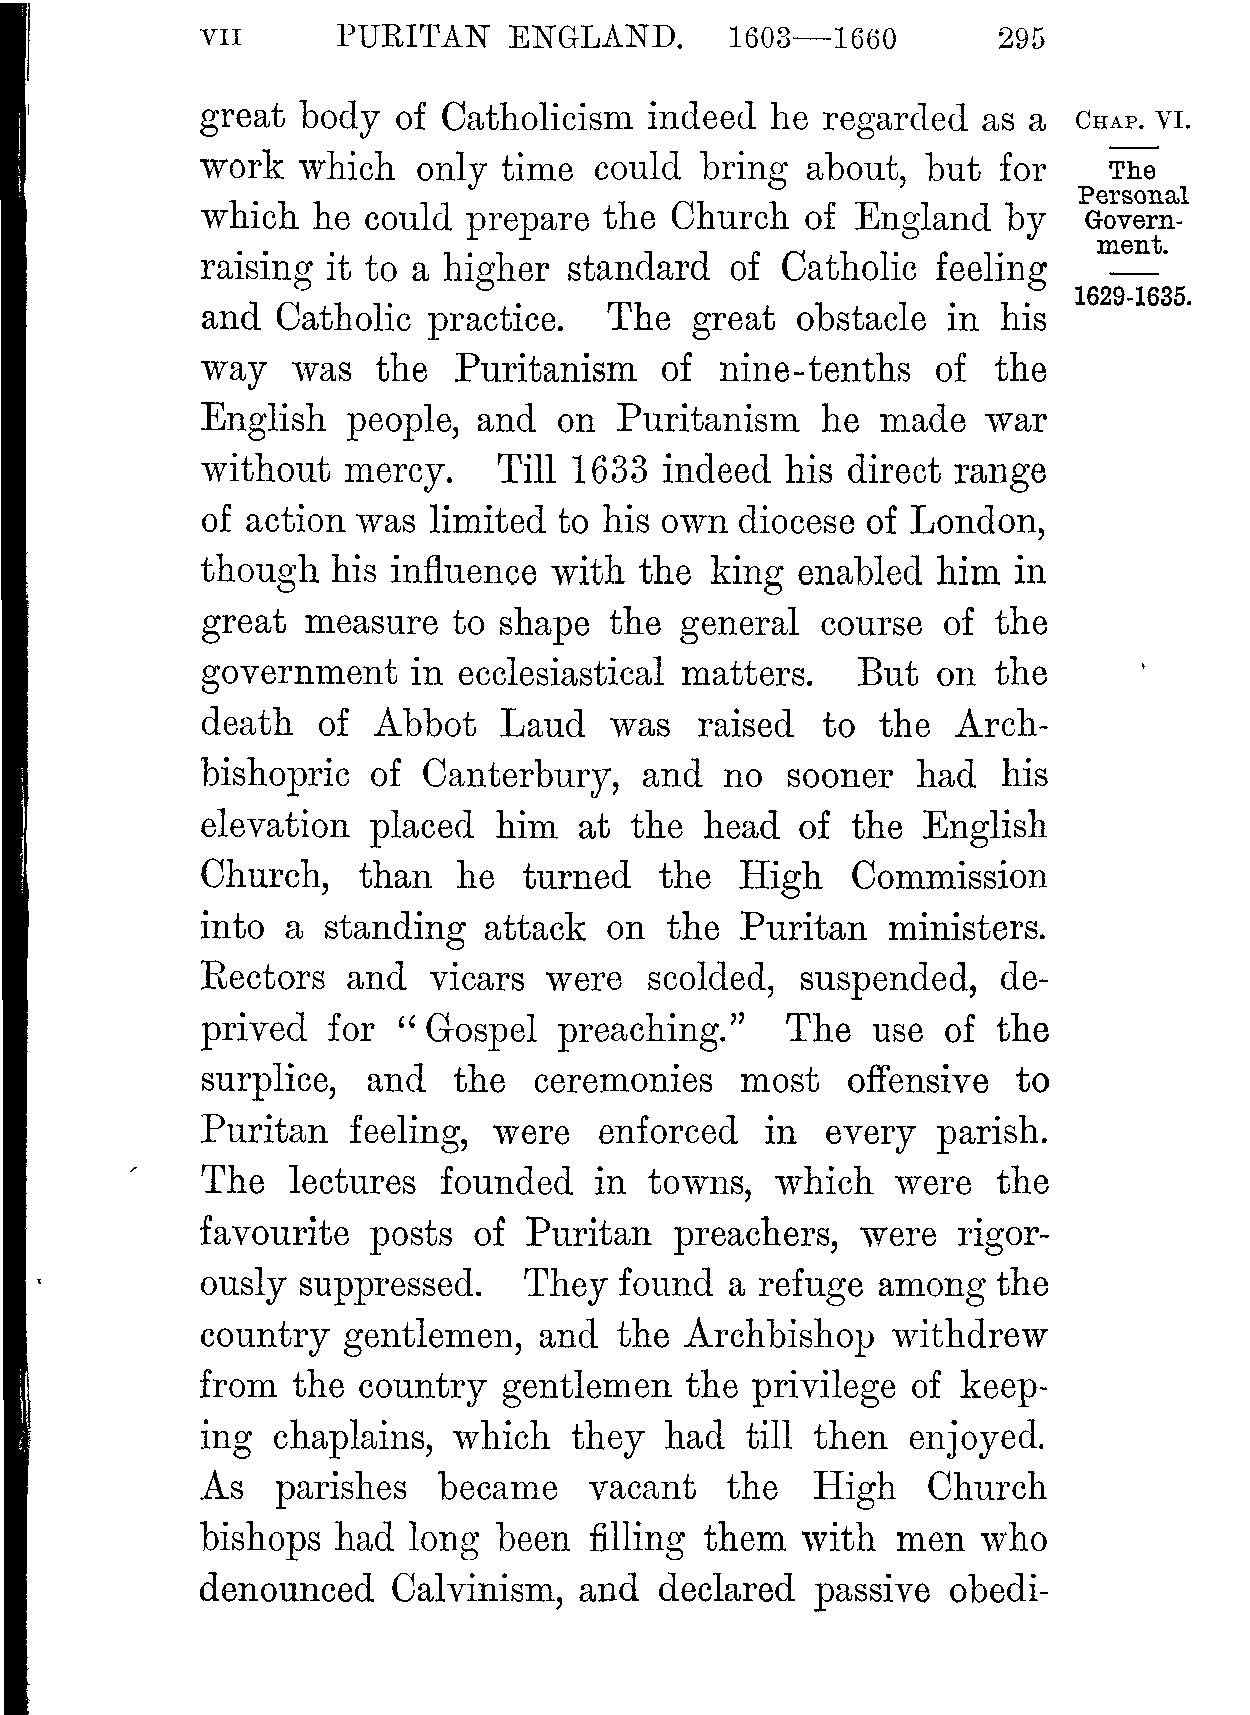 VII PURITAN ENGLAND. 1603—1660 295
great body of Catholicism indeed he regarded as a
work which only time could bring about, but for
which he could prepare the Church of England by
raising it to a higher standard of Catholic feeling
and Catholic practice. The great obstacle in his
way was the Puritanism of nine-tenths of the
English people, and on Puritanism he made war
without mercy. Till 1633 indeed his direct range
of action was limited to his own diocese of London,
though his influence with the king enabled him in
great measure to shape the general course of the
government in ecclesiastical matters. But on the
death of Abbot Laud was raised to the Arch-
bishopric of Canterbury, and no sooner had his
elevation placed him at the head of the English
Church, than he turned the High Commission
into a standing attack on the Puritan ministers.
Rectors and vicars were scolded, suspended, de-
prived for “Gospel preaching.” The use of the
surplice, and the ceremonies most offensive to
Puritan feeling, were enforced in every parish.
The lectures founded in towns, which were the
favourite posts of Puritan preachers, were rigor-
ously suppressed. They found a refuge among the
country gentlemen, and the Archbishop withdrew
from the country gentlemen the privilege of keep-
ing chaplains, which they had till then enjoyed.
As parishes became vacant the High Church
bishops had long been filling them with men who
denounced Calvinism, and declared passive obedi-
CHAP. VI.
The
Personal
Govern-
ment.
1629-1635.